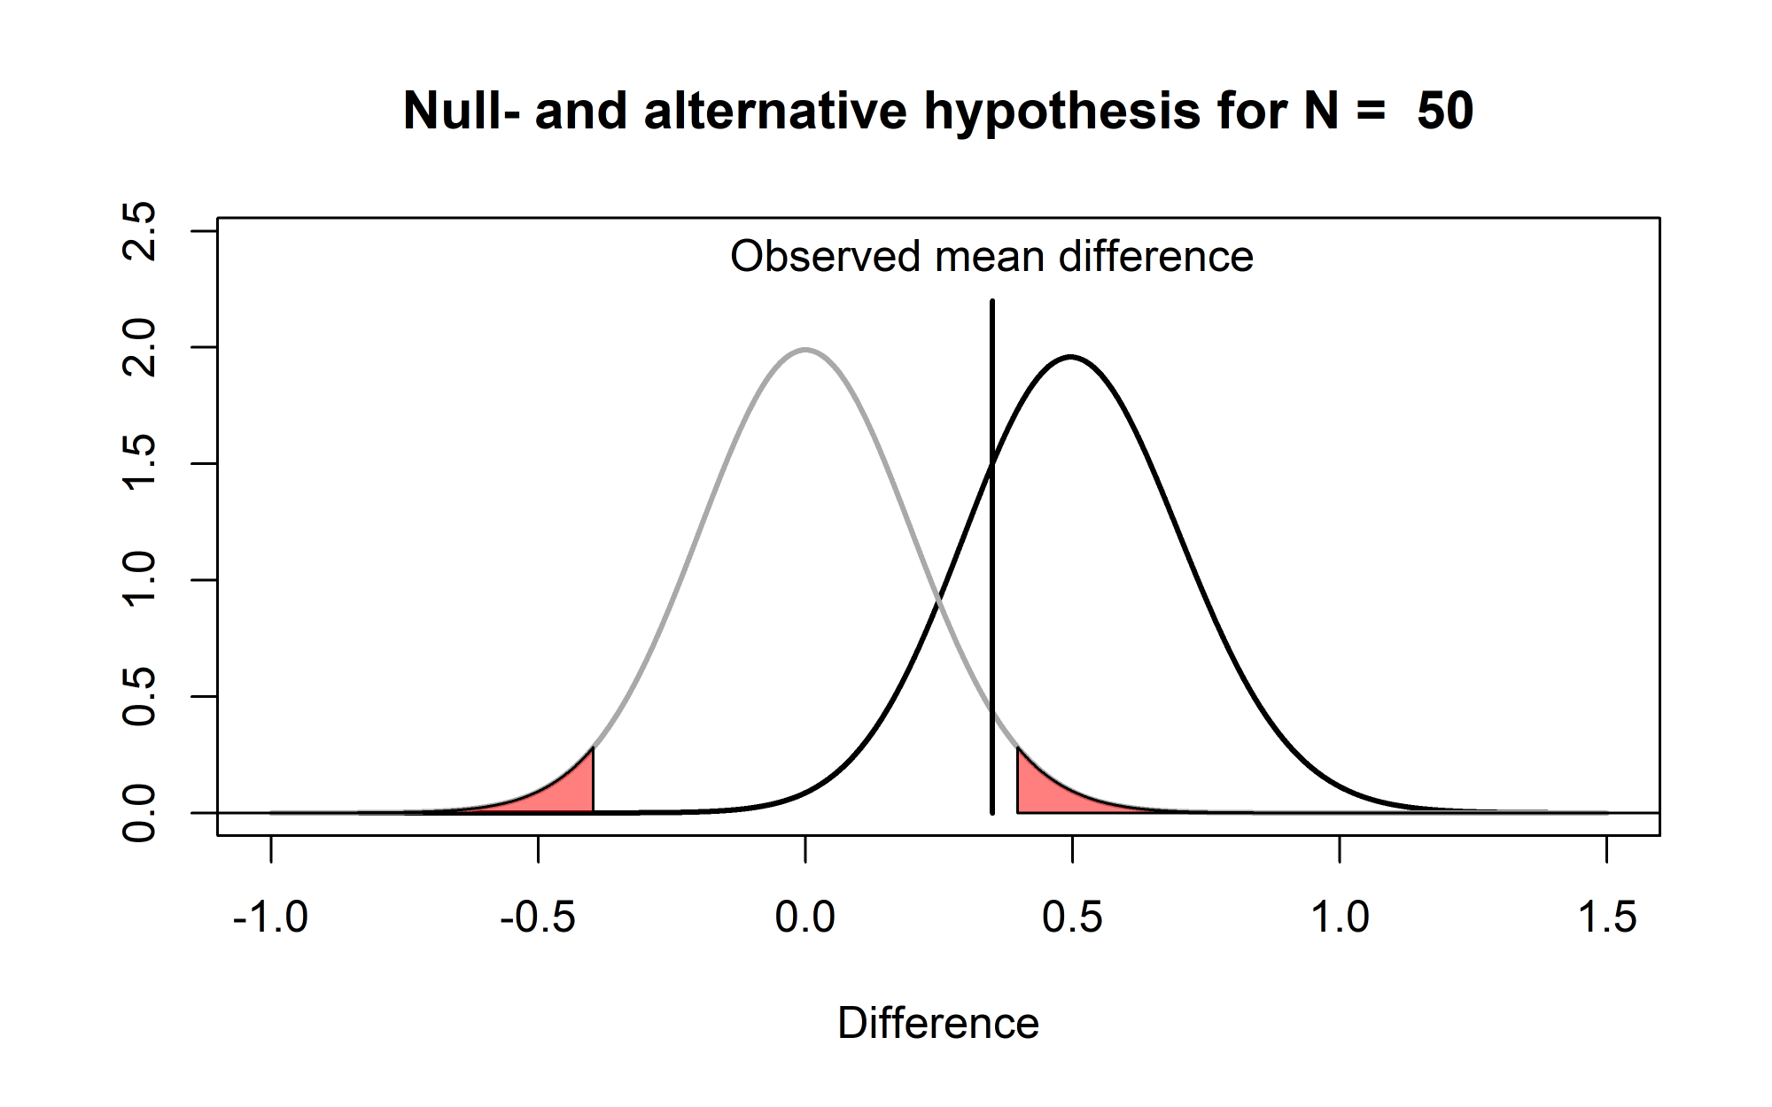 Null- and alternative hypothesis for N =  50
2.5
2.0
1.5
1.0
0.5
0.0
Observed mean difference
-1.0 -0.5 0.0 0.5 1.0 1.5
Difference